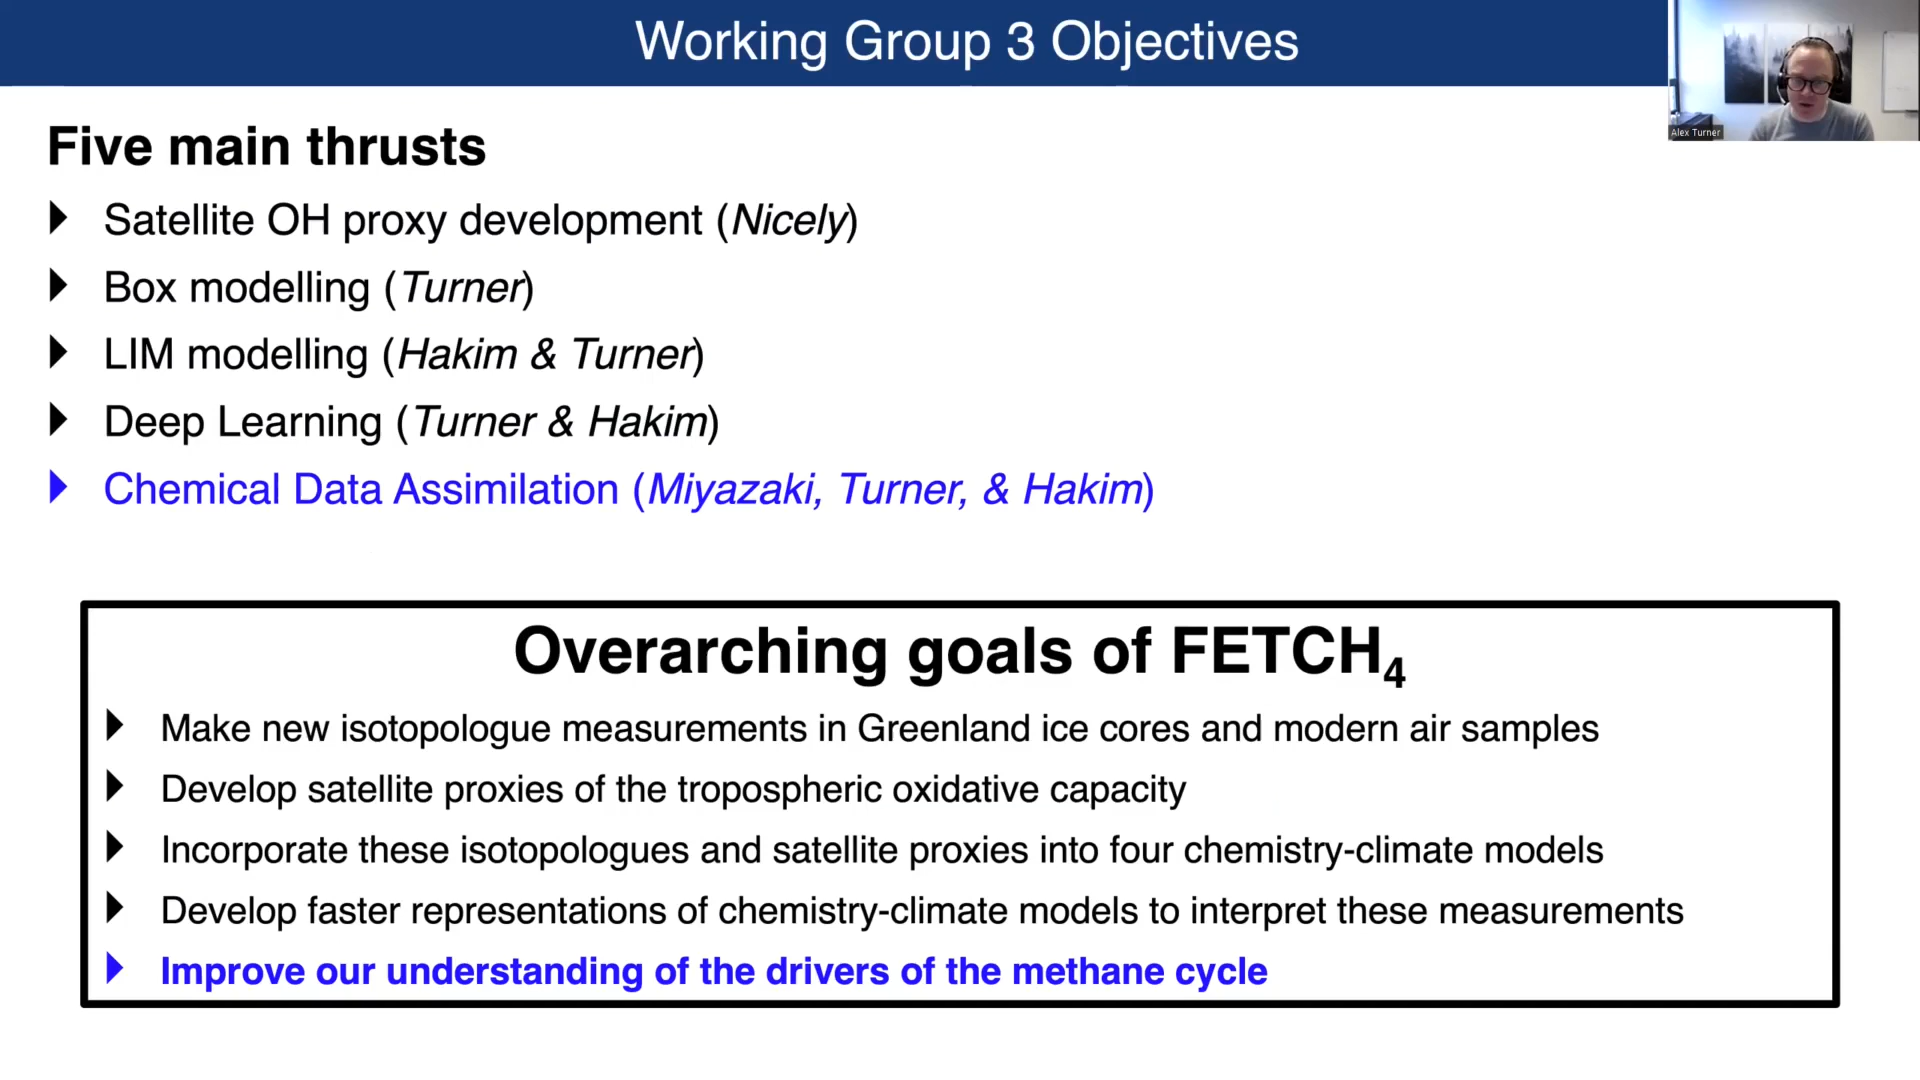 Working Group 3 Objectives
Alex Turner
Five main thrusts
Satellite OH proxy development (Nicely)
Box modelling (Turner)
LIM modelling (Hakim & Turner)
Deep Learning (Turner & Hakim)
Chemical Data Assimilation (Miyazaki, Turner, & Hakim)
Overarching goals of FETCH₄
Make new isotopologue measurements in Greenland ice cores and modern air samples
Develop satellite proxies of the tropospheric oxidative capacity
Incorporate these isotopologues and satellite proxies into four chemistry-climate models
Develop faster representations of chemistry-climate models to interpret these measurements
Improve our understanding of the drivers of the methane cycle